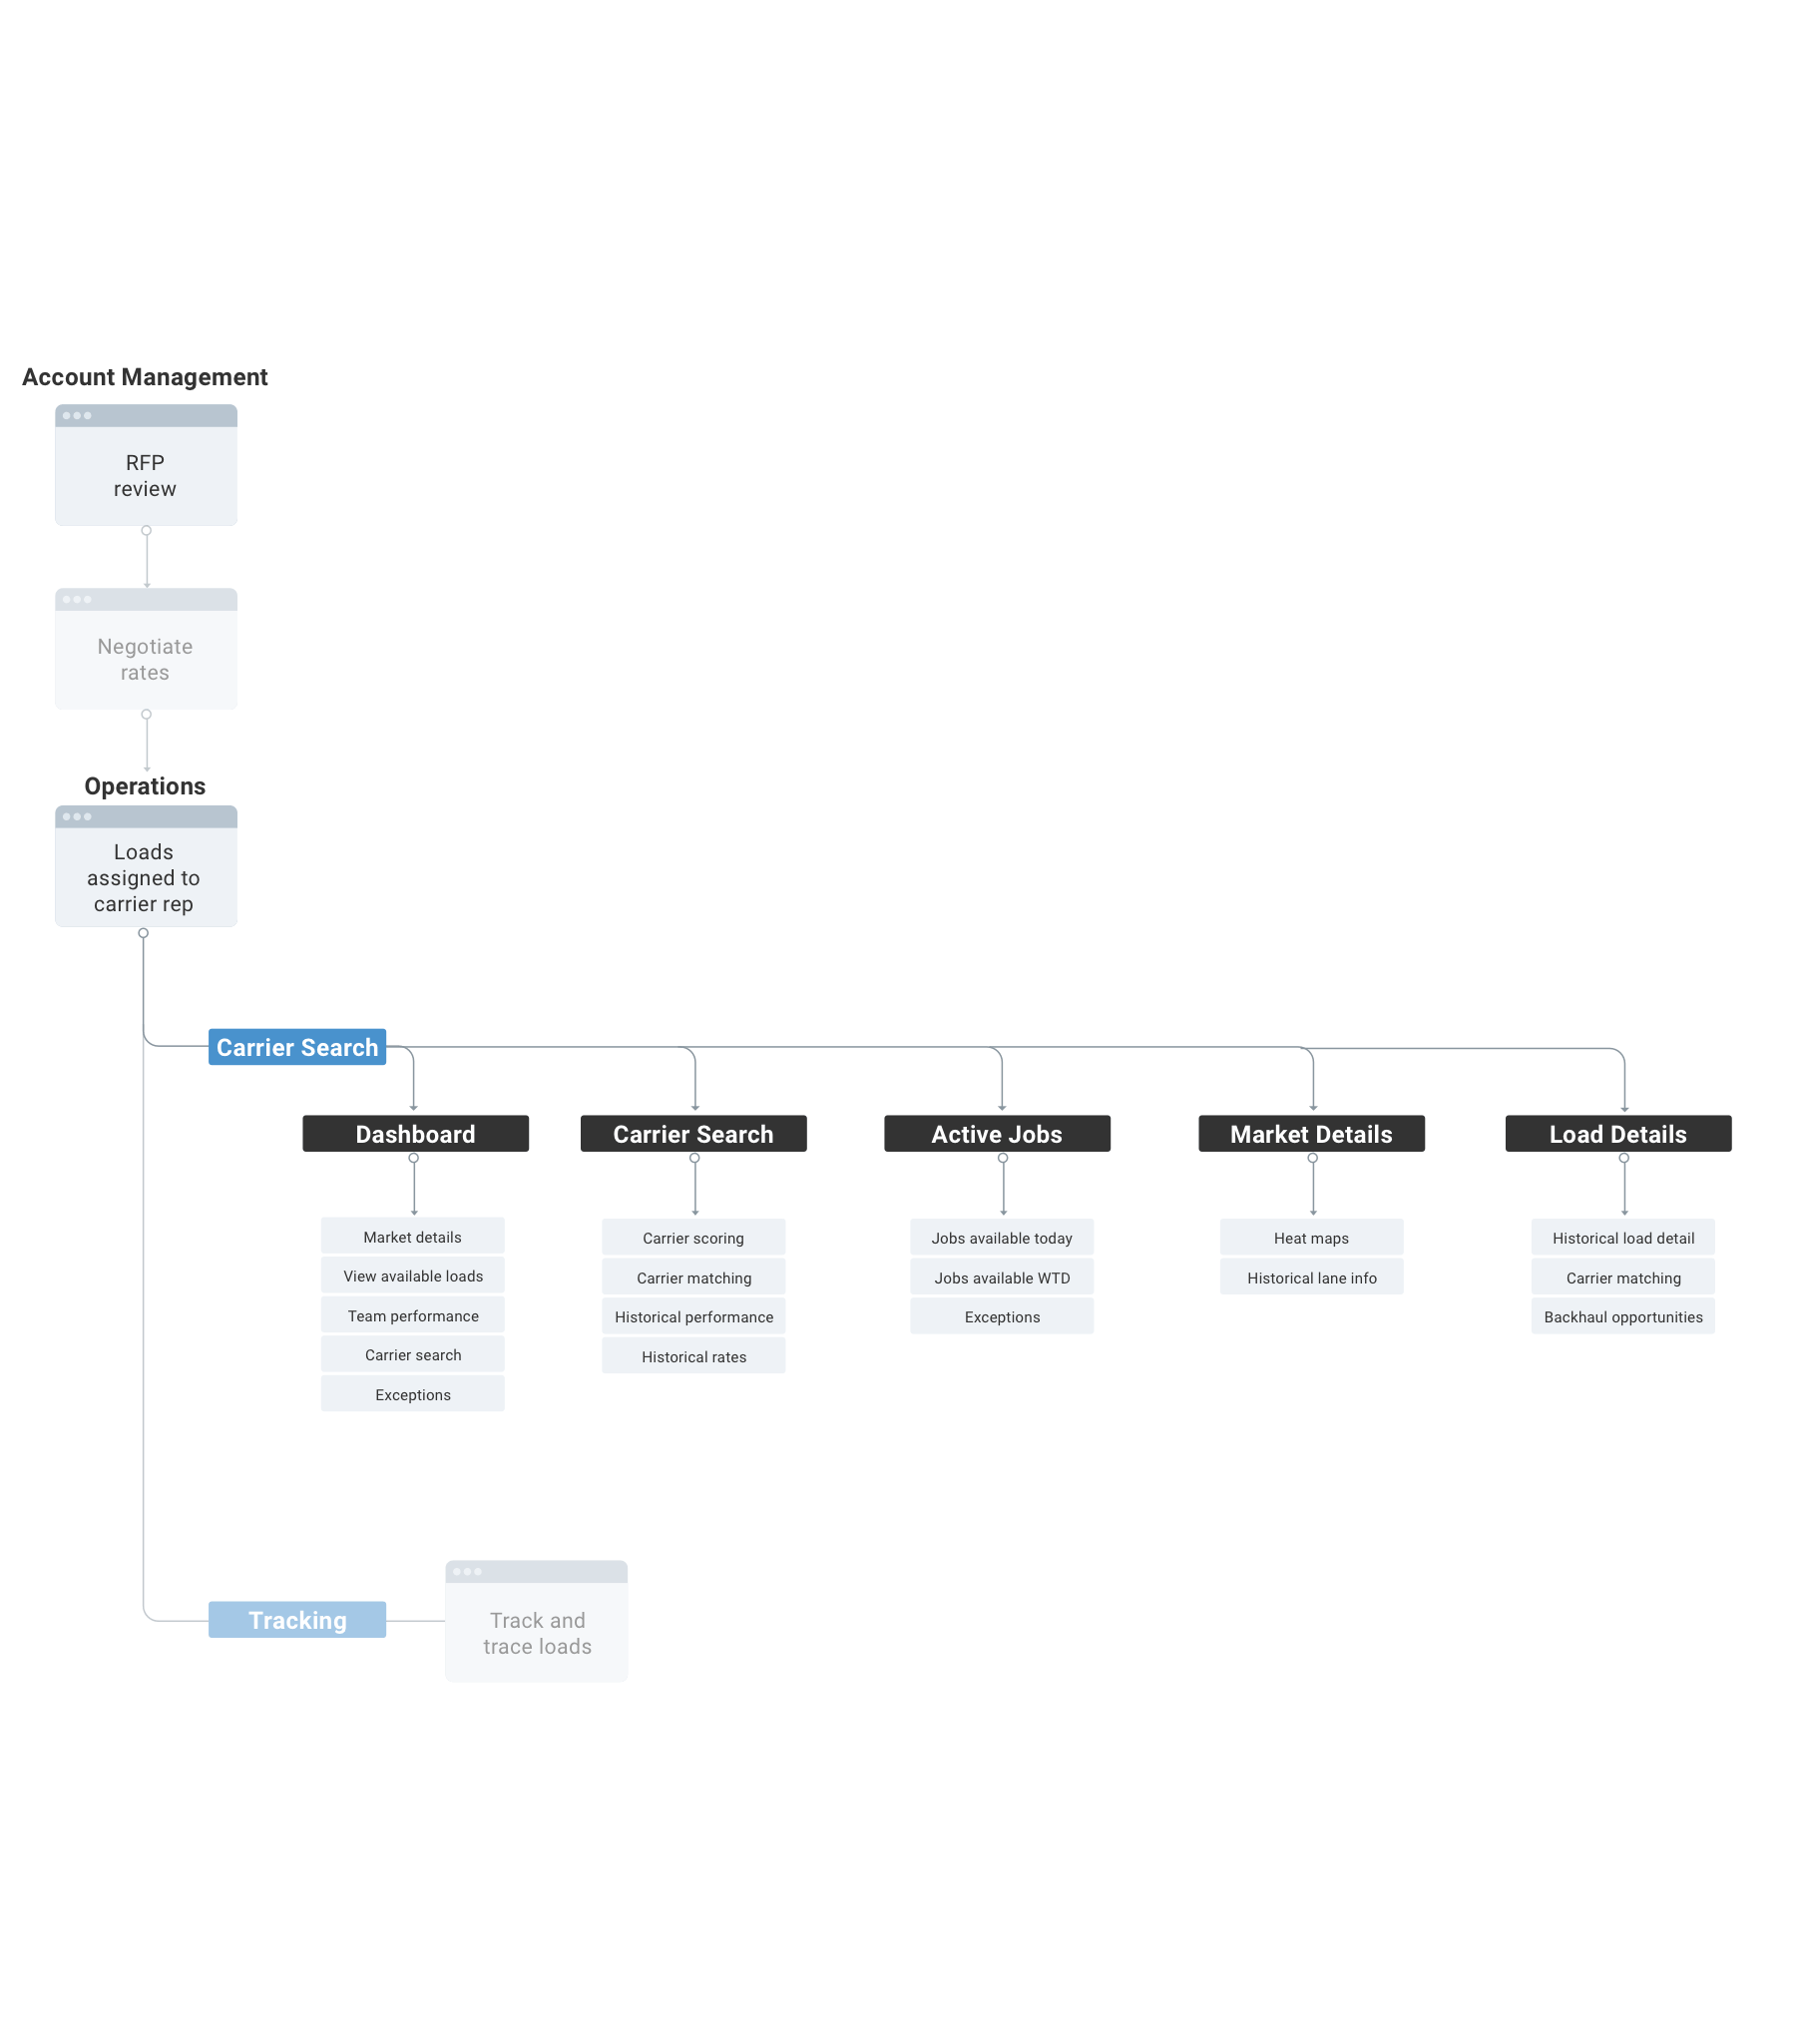 Account Management
RFP
review
Negotiate
rates
Operations
Loads
assigned to
carrier rep
Carrier Search
Dashboard
Market details
View available loads
Team performance
Carrier search
Exceptions
Carrier Search
Carrier scoring
Carrier matching
Historical performance
Historical rates
Active Jobs
Jobs available today
Jobs available WTD
Exceptions
Market Details
Heat maps
Historical lane info
Load Details
Historical load detail
Carrier matching
Backhaul opportunities
Tracking
Track and
trace loads